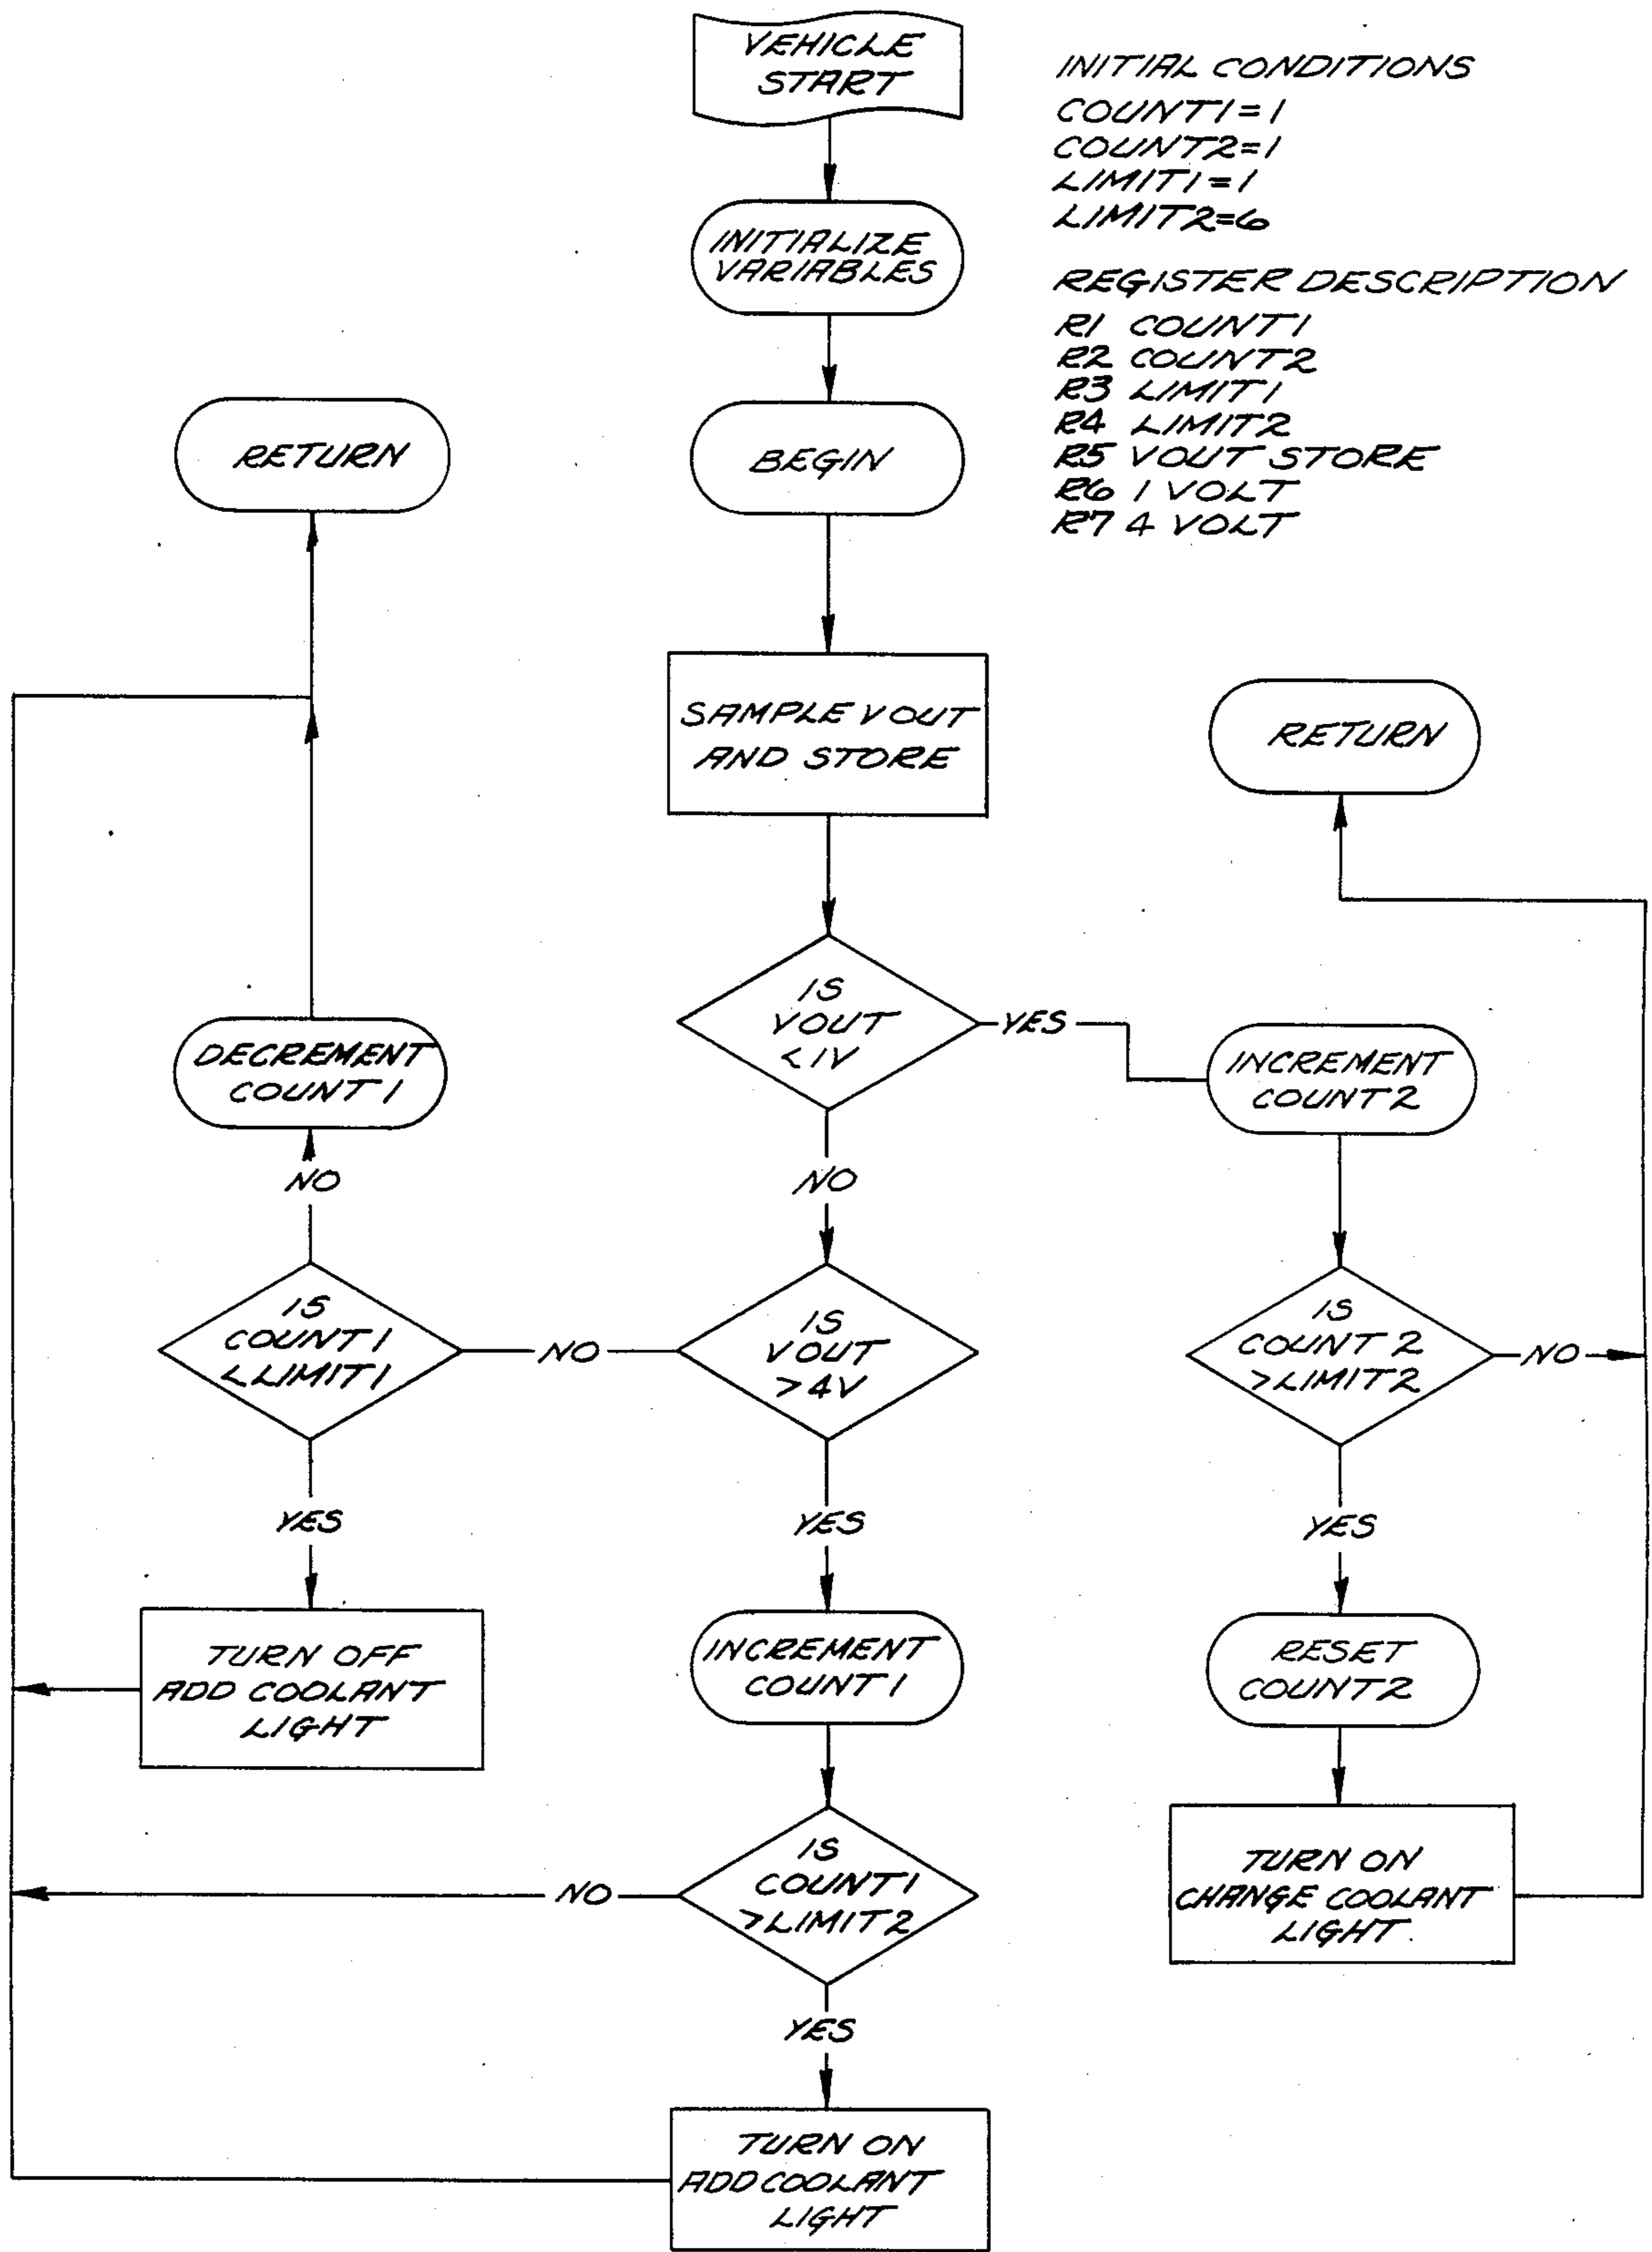 VEHICLE
START
INITIAL CONDITIONS
COUNT1=1
COUNT2=1
LIMIT1=1
LIMIT2=6
INITIALIZE
VARIABLES
REGISTER DESCRIPTION
R1 COUNT1
R2 COUNT2
R3 LIMIT1
R4 LIMIT2
R5 VOUT STORE
R6 1 VOLT
R7 4 VOLT
RETURN
BEGIN
SAMPLE VOUT
AND STORE
RETURN
IS
VOUT
<1V
YES
INCREMENT
COUNT2
DECREMENT
COUNT1
NO
NO
IS
COUNT1
<LIMIT1
NO
IS
VOUT
>4V
IS
COUNT2
>LIMIT2
NO
YES
YES
YES
TURN OFF
ADD COOLANT
LIGHT
INCREMENT
COUNT1
RESET
COUNT2
IS
COUNT1
>LIMIT2
NO
TURN ON
CHANGE COOLANT
LIGHT
YES
TURN ON
ADD COOLANT
LIGHT